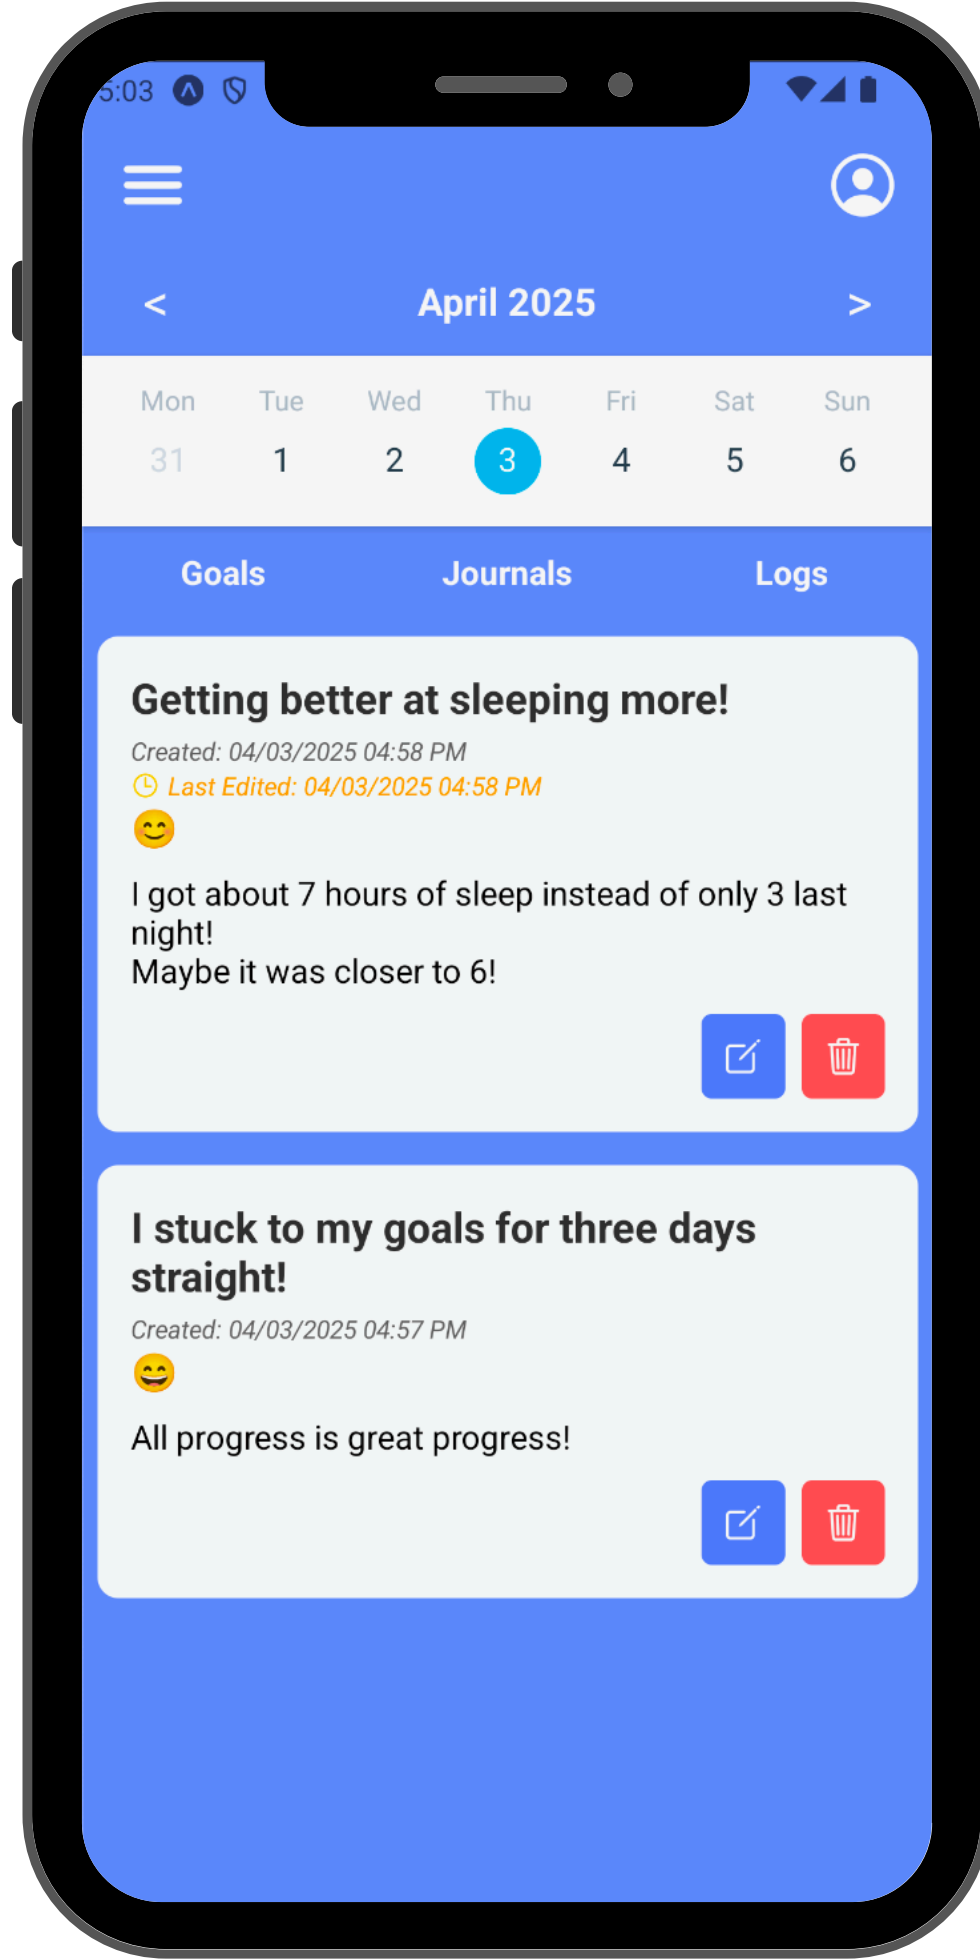 5:03
< April 2025 >
Mon Tue Wed Thu Fri Sat Sun
31 1 2 3 4 5 6
Goals Journals Logs
Getting better at sleeping more!
Created: 04/03/2025 04:58 PM
Last Edited: 04/03/2025 04:58 PM
😊
I got about 7 hours of sleep instead of only 3 last
night!
Maybe it was closer to 6!
I stuck to my goals for three days
straight!
Created: 04/03/2025 04:57 PM
😄
All progress is great progress!